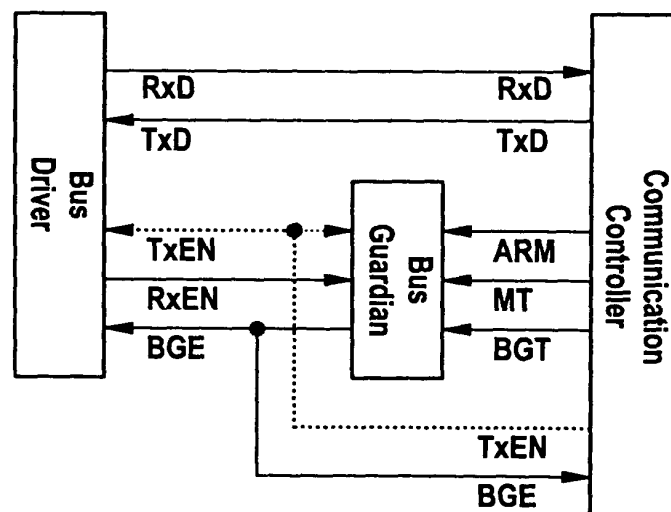 RxD
RxD
TxD
TxD
Bus
Driver
Bus
Guardian
Communication
Controller
TxEN
ARM
RxEN
MT
BGE
BGT
TxEN
BGE